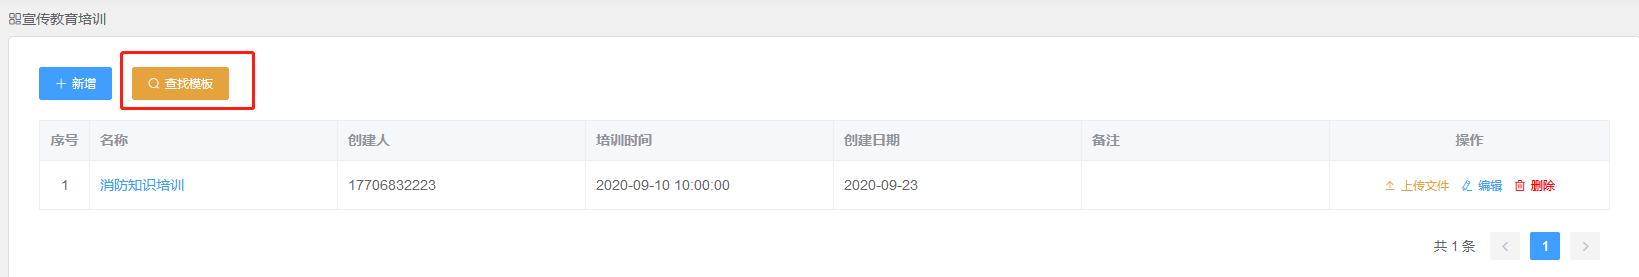 宣传教育培训
新增 查找模板
序号 名称 创建人 培训时间 创建日期 备注 操作
1 消防知识培训 17706832223 2020-09-10 10:00:00 2020-09-23 上传文件 编辑 删除
共 1 条 1